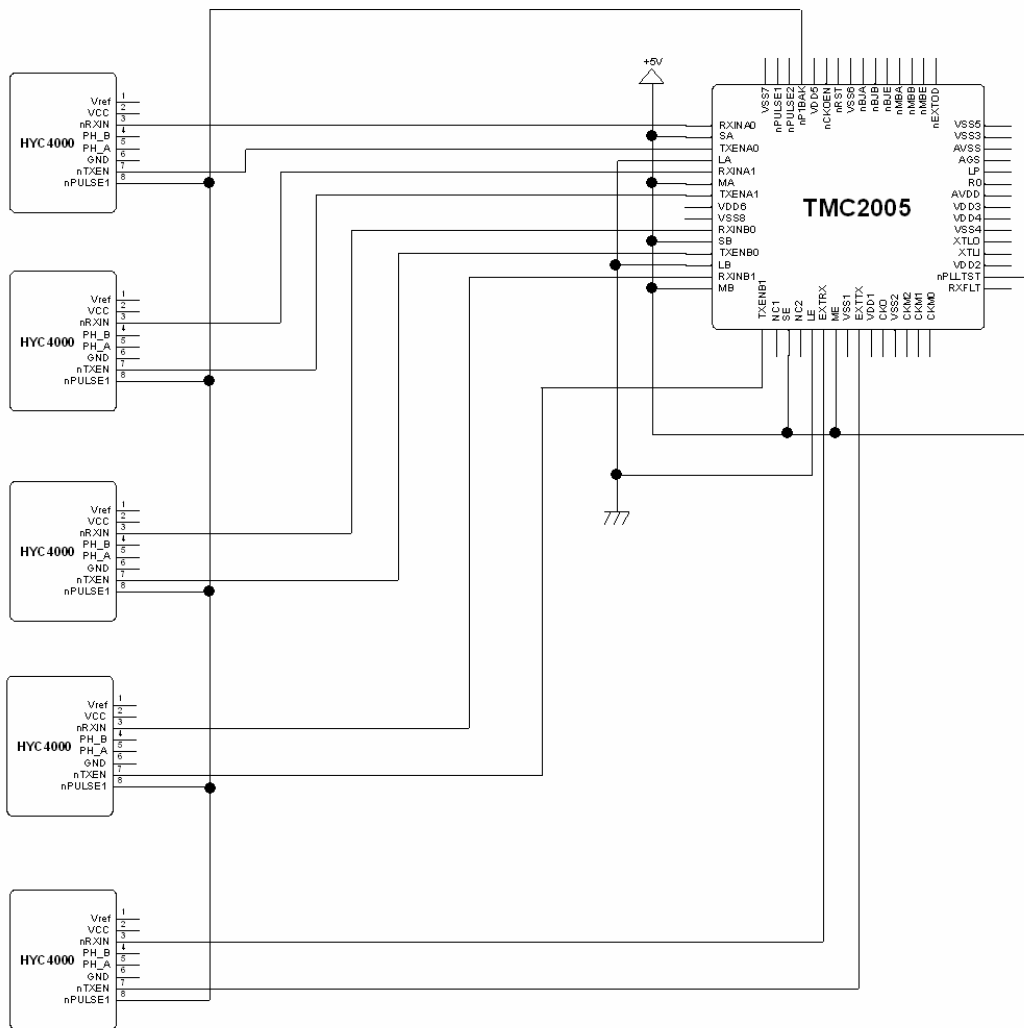 +5V
VSS7
nPULSE1
nPULSE2
nP1BAK
VDD5
nCKOEN
nRST
VSS6
nBJA
nBJB
nBJE
nMBA
nMBB
nMBE
nEXTOD
TMC2005
RXINA0
SA
TXENA0
LA
RXINA1
MA
TXENA1
VDD6
VSS8
RXINB0
SB
TXENB0
LB
RXINB1
MB
VSS5
VSS3
AVSS
AGS
LP
R0
AVDD
VDD3
VDD4
VSS4
XTLO
XTLI
VDD2
nPLLTST
RXFLT
TXENB1
NC1
SE
NC2
LE
EXTRX
ME
VSS1
EXTTX
VDD1
CKO
VSS2
CKM2
CKM1
CKM0
HYC4000
Vref 1
VCC 2
nRXIN 3
PH_B 4
PH_A 5
GND 6
nTXEN 7
nPULSE1 8
HYC4000
Vref 1
VCC 2
nRXIN 3
PH_B 4
PH_A 5
GND 6
nTXEN 7
nPULSE1 8
HYC4000
Vref 1
VCC 2
nRXIN 3
PH_B 4
PH_A 5
GND 6
nTXEN 7
nPULSE1 8
HYC4000
Vref 1
VCC 2
nRXIN 3
PH_B 4
PH_A 5
GND 6
nTXEN 7
nPULSE1 8
HYC4000
Vref 1
VCC 2
nRXIN 3
PH_B 4
PH_A 5
GND 6
nTXEN 7
nPULSE1 8